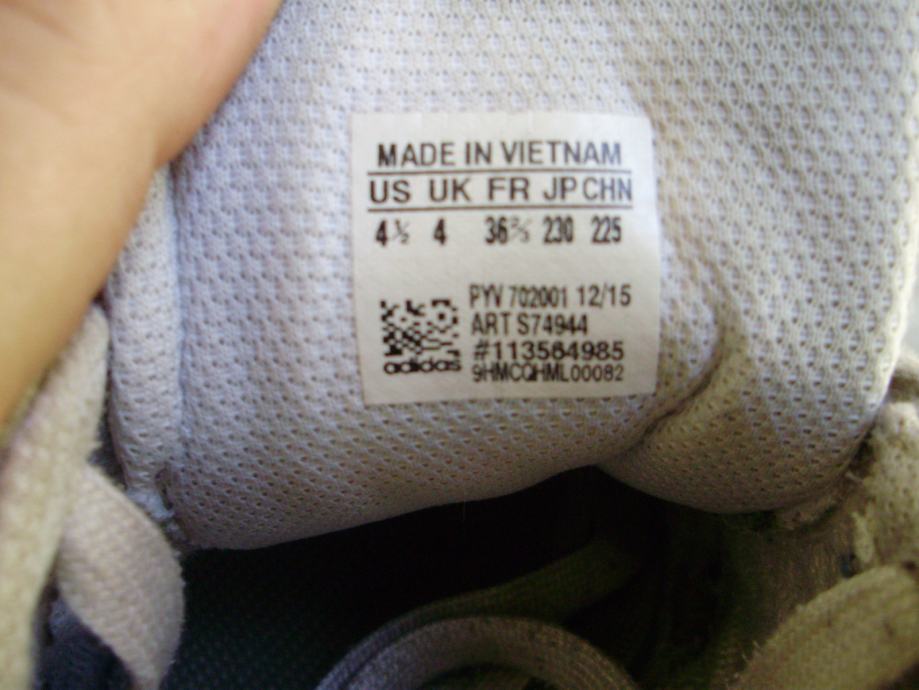 MADE IN VIETNAM
US UK FR JP CHN
4½ 4 36⅔ 230 225
PYV 702001 12/15
ART S74944
#113564985
adidas 9HMCQHML00082